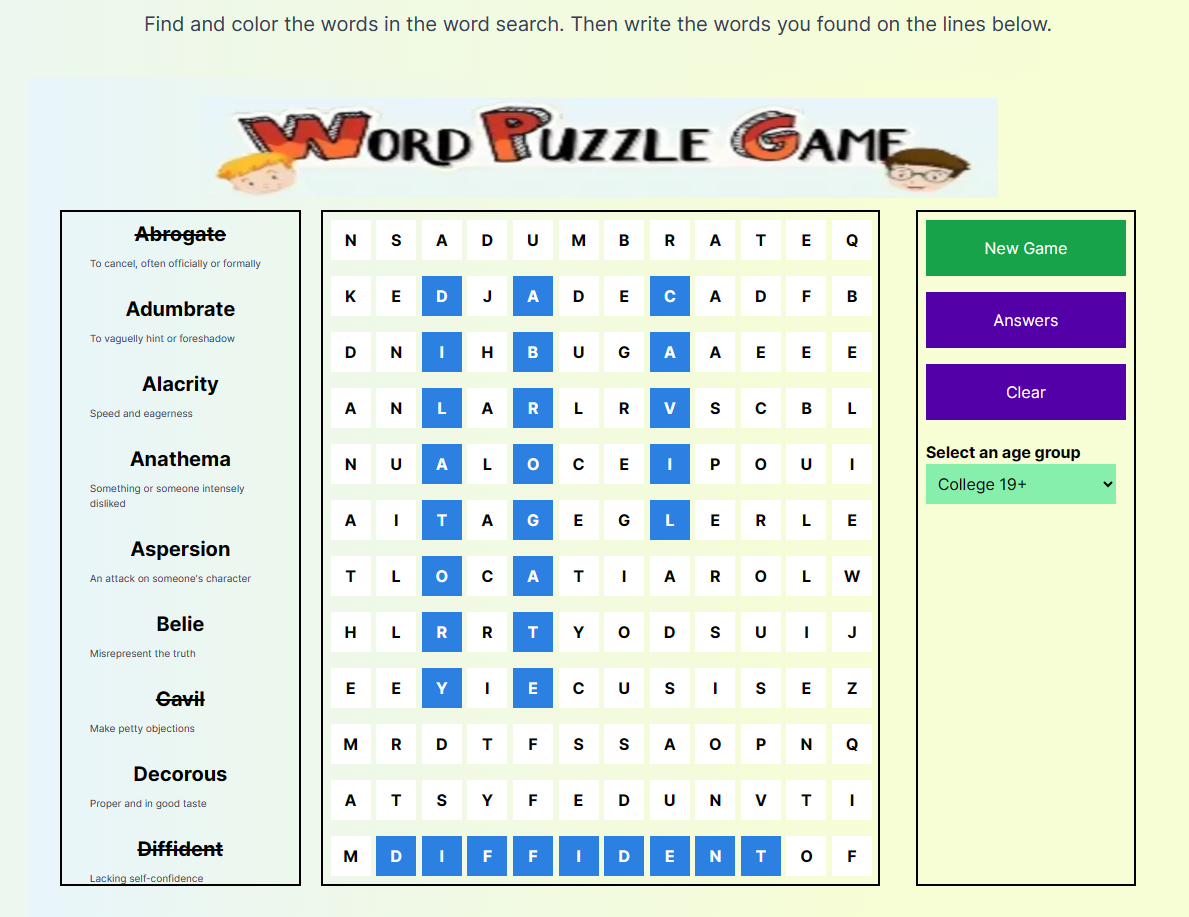 Find and color the words in the word search. Then write the words you found on the lines below.
WORD PUZZLE GAME
Abrogate
To cancel, often officially or formally
Adumbrate
To vaguelly hint or foreshadow
Alacrity
Speed and eagerness
Anathema
Something or someone intensely
disliked
Aspersion
An attack on someone's character
Belie
Misrepresent the truth
Cavil
Make petty objections
Decorous
Proper and in good taste
Diffident
Lacking self-confidence
N S A D U M B R A T E Q
K E D J A D E C A D F B
D N I H B U G A A E E E
A N L A R L R V S C B L
N U A L O C E I P O U I
A I T A G E G L E R L E
T L O C A T I A R O L W
H L R R T Y O D S U I J
E E Y I E C U S I S E Z
M R D T F S S A O P N Q
A T S Y F E D U N V T I
M D I F F I D E N T O F
New Game
Answers
Clear
Select an age group
College 19+